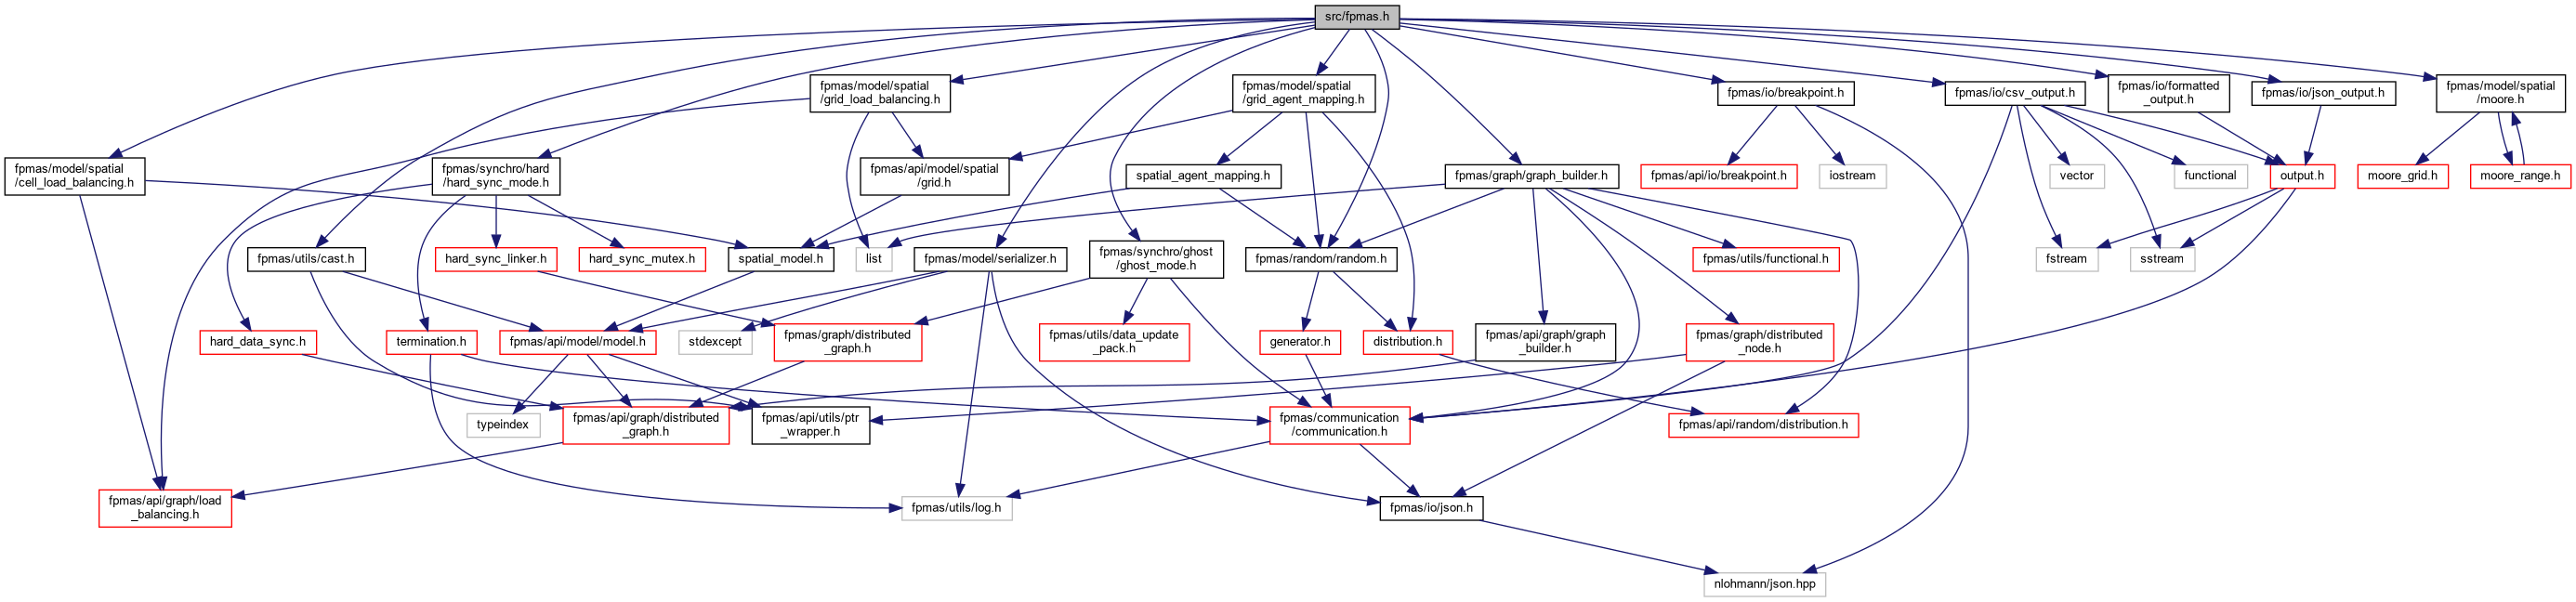 src/fpmas.h
fpmas/model/spatial
/grid_load_balancing.h
fpmas/model/spatial
/grid_agent_mapping.h
fpmas/io/breakpoint.h
fpmas/io/csv_output.h
fpmas/io/formatted
_output.h
fpmas/io/json_output.h
fpmas/model/spatial
/moore.h
fpmas/model/spatial
/cell_load_balancing.h
fpmas/synchro/hard
/hard_sync_mode.h
fpmas/api/model/spatial
/grid.h
spatial_agent_mapping.h
fpmas/graph/graph_builder.h
fpmas/api/io/breakpoint.h
iostream
vector
functional
output.h
moore_grid.h
moore_range.h
fpmas/utils/cast.h
hard_sync_linker.h
hard_sync_mutex.h
spatial_model.h
list
fpmas/model/serializer.h
fpmas/synchro/ghost
/ghost_mode.h
fpmas/random/random.h
fpmas/utils/functional.h
fstream
sstream
hard_data_sync.h
termination.h
fpmas/api/model/model.h
stdexcept
fpmas/graph/distributed
_graph.h
fpmas/utils/data_update
_pack.h
generator.h
distribution.h
fpmas/api/graph/graph
_builder.h
fpmas/graph/distributed
_node.h
typeindex
fpmas/api/graph/distributed
_graph.h
fpmas/api/utils/ptr
_wrapper.h
fpmas/communication
/communication.h
fpmas/api/random/distribution.h
fpmas/api/graph/load
_balancing.h
fpmas/utils/log.h
fpmas/io/json.h
nlohmann/json.hpp